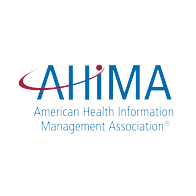 AHiMA
American Health Information
Management Association®